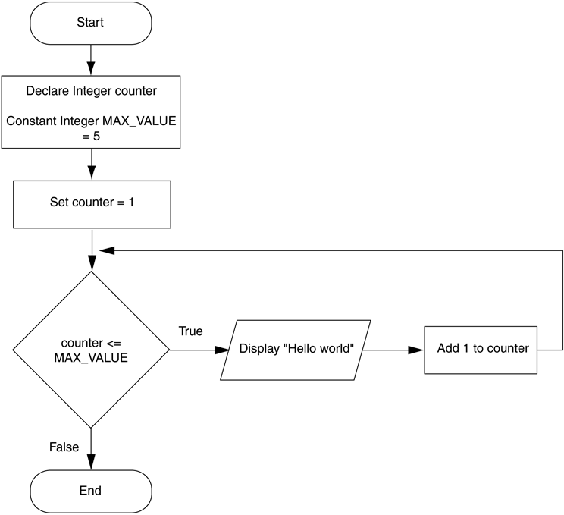 Start
Declare Integer counter
Constant Integer MAX_VALUE
= 5
Set counter = 1
counter <=
MAX_VALUE
True
Display "Hello world"
Add 1 to counter
False
End